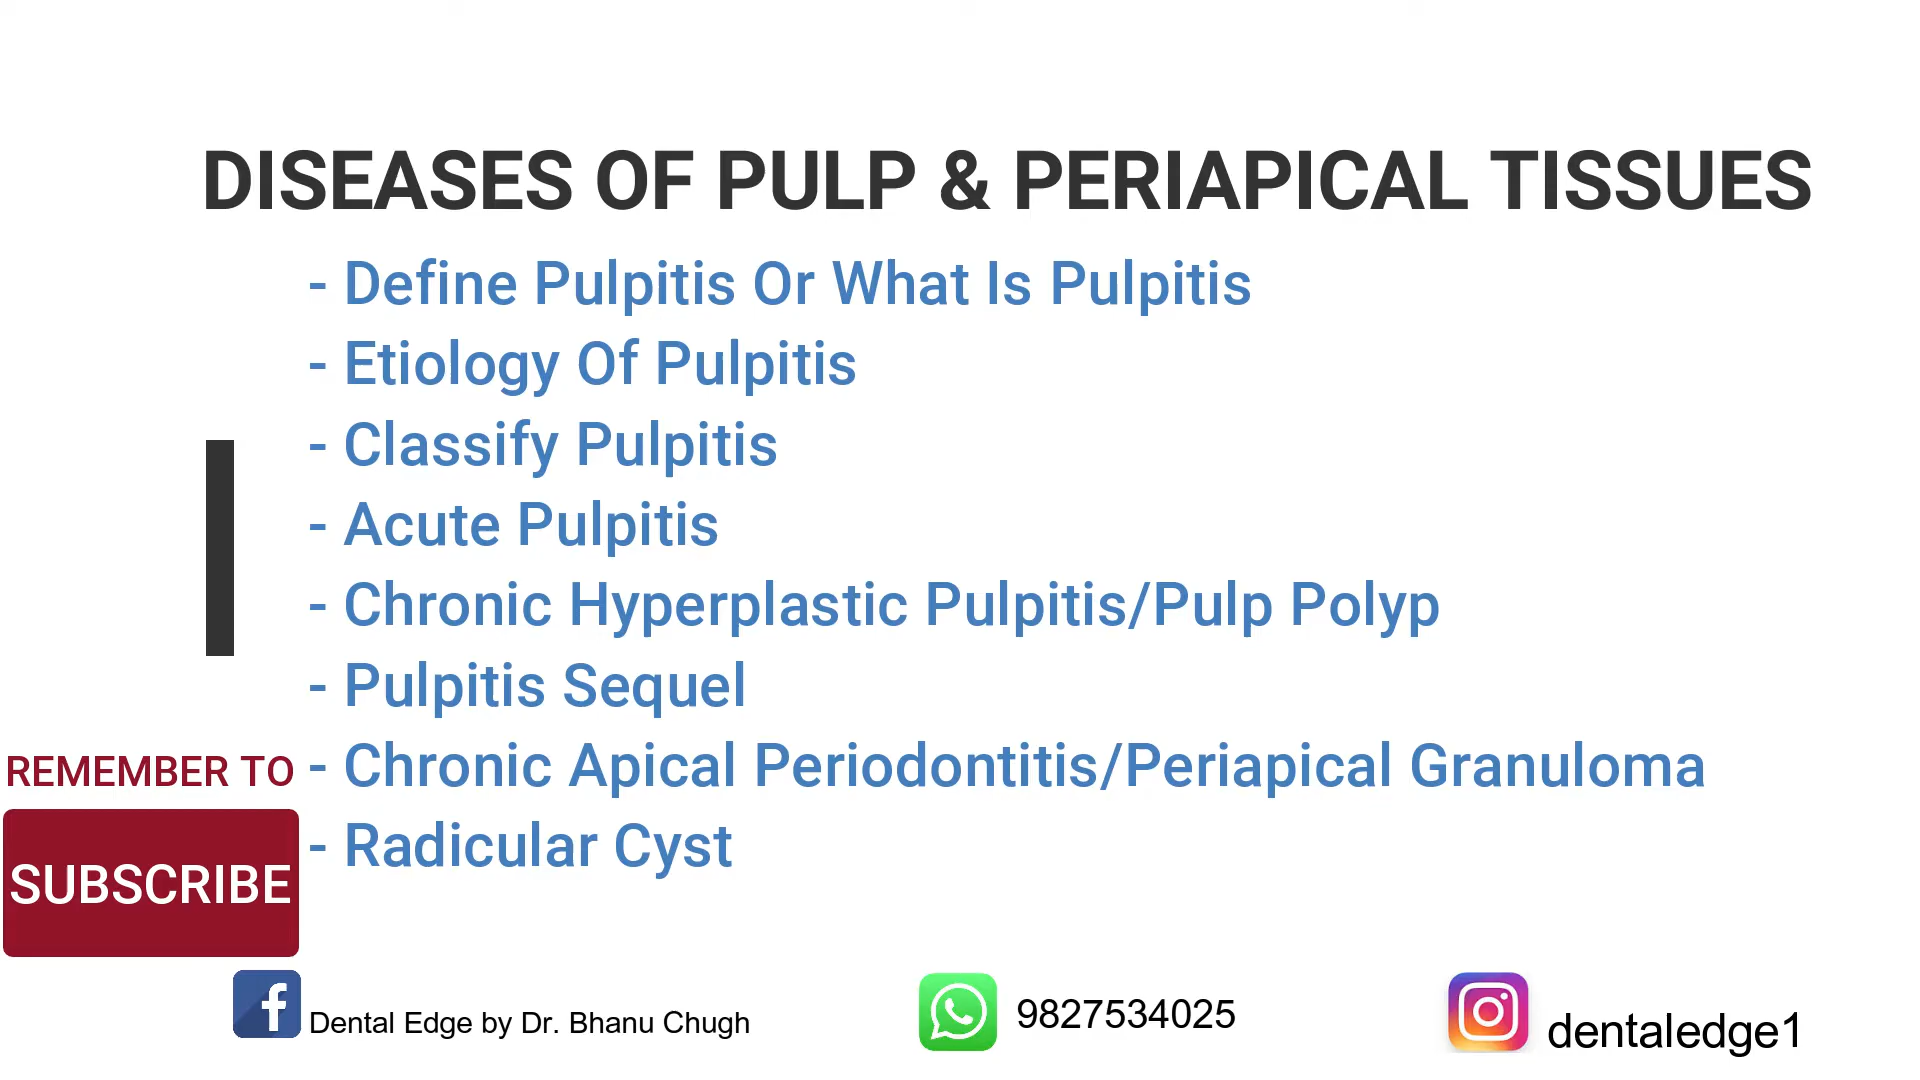 DISEASES OF PULP & PERIAPICAL TISSUES
- Define Pulpitis Or What Is Pulpitis
- Etiology Of Pulpitis
- Classify Pulpitis
- Acute Pulpitis
- Chronic Hyperplastic Pulpitis/Pulp Polyp
- Pulpitis Sequel
- Chronic Apical Periodontitis/Periapical Granuloma
- Radicular Cyst
REMEMBER TO
SUBSCRIBE
Dental Edge by Dr. Bhanu Chugh
9827534025
dentaledge1